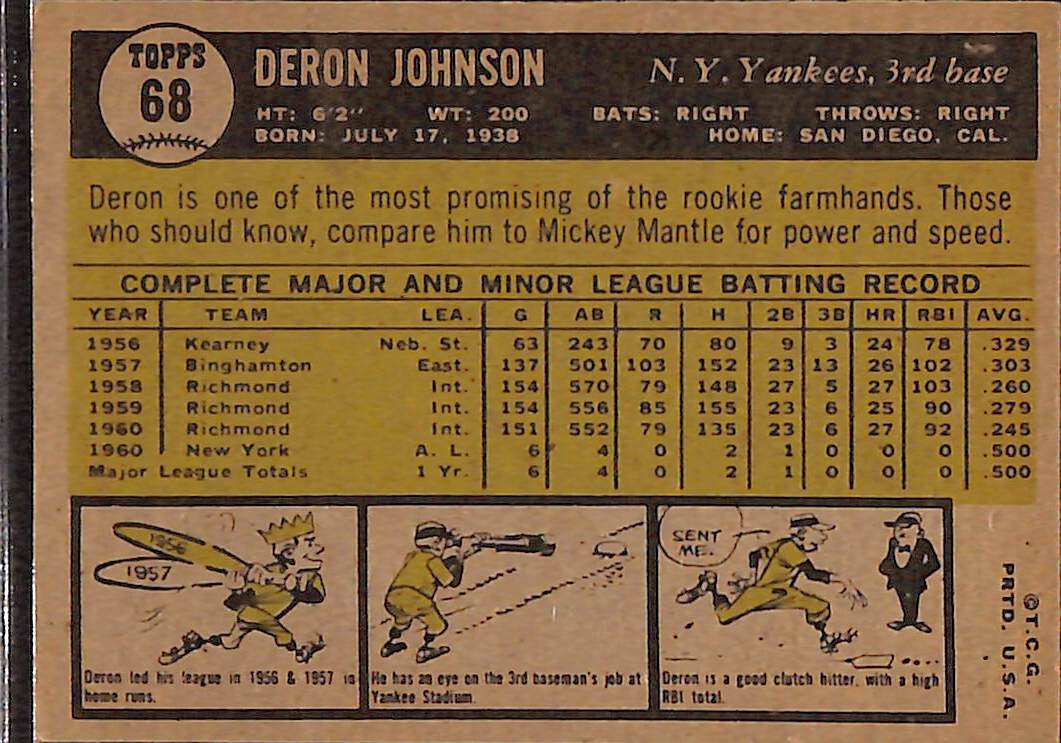 TOPPS
68
DERON JOHNSON
N. Y. Yankees, 3rd base
HT: 6'2" WT: 200 BATS: RIGHT THROWS: RIGHT
BORN: JULY 17, 1938 HOME: SAN DIEGO, CAL.
Deron is one of the most promising of the rookie farmhands. Those
who should know, compare him to Mickey Mantle for power and speed.
COMPLETE MAJOR AND MINOR LEAGUE BATTING RECORD
YEAR TEAM LEA. G AB R H 2B 3B HR RBI AVG.
1956 Kearney Neb. St. 63 243 70 80 9 3 24 78 .329
1957 Binghamton East. 137 501 103 152 23 13 26 102 .303
1958 Richmond Int. 154 570 79 148 27 5 27 103 .260
1959 Richmond Int. 154 556 85 155 23 6 25 90 .279
1960 Richmond Int. 151 552 79 135 23 6 27 92 .245
1960 New York A. L. 6 4 0 2 1 0 0 0 .500
Major League Totals 1 Yr. 6 4 0 2 1 0 0 0 .500
1956
1957
Deron led his league in 1956 & 1957 in
home runs.
He has an eye on the 3rd baseman's job at
Yankee Stadium.
SENT
ME.
Deron is a good clutch hitter, with a high
RBI total.
©T.C.G.
PRTD. U.S.A.